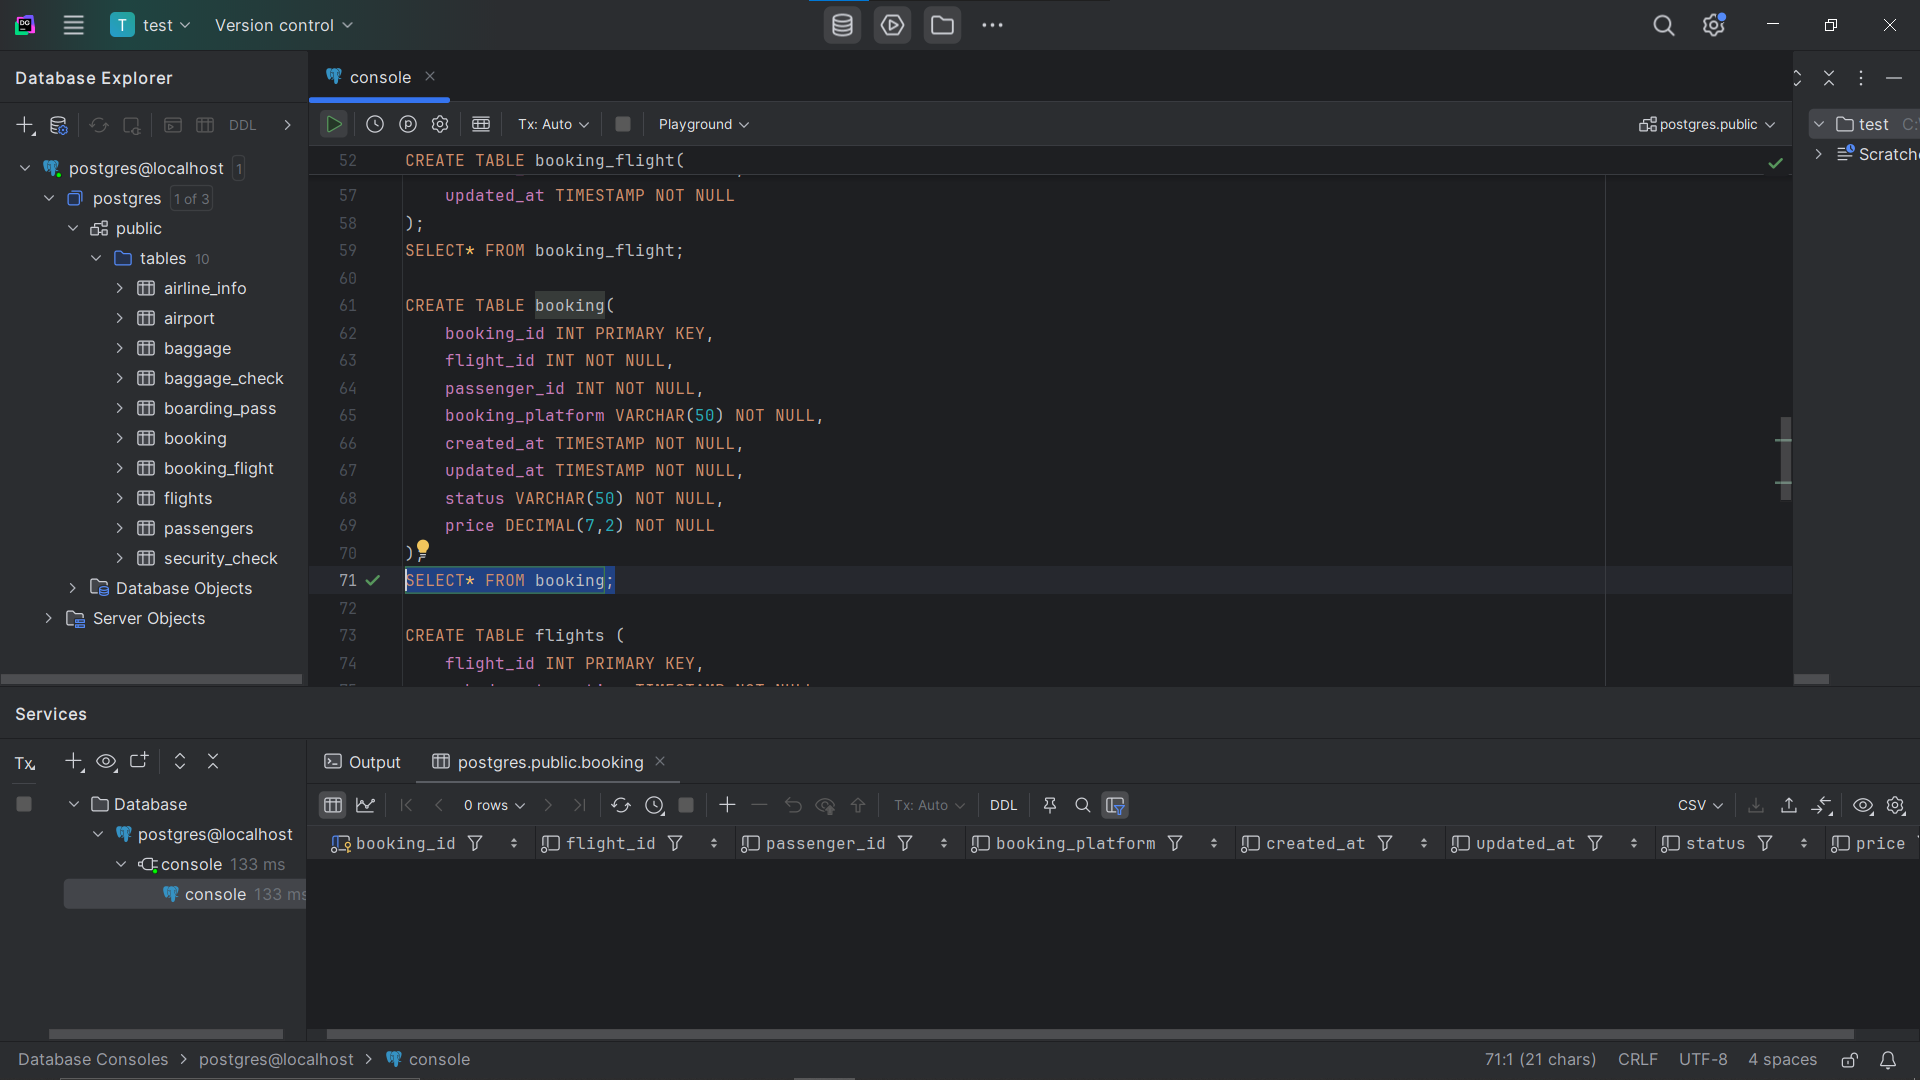 T test Version control
Database Explorer
DDL
postgres@localhost 1
postgres 1 of 3
public
tables 10
airline_info
airport
baggage
baggage_check
boarding_pass
booking
booking_flight
flights
passengers
security_check
Database Objects
Server Objects
console
Tx: Auto Playground postgres.public
52 CREATE TABLE booking_flight(
57 updated_at TIMESTAMP NOT NULL
58 );
59 SELECT* FROM booking_flight;
60
61 CREATE TABLE booking(
62 booking_id INT PRIMARY KEY,
63 flight_id INT NOT NULL,
64 passenger_id INT NOT NULL,
65 booking_platform VARCHAR(50) NOT NULL,
66 created_at TIMESTAMP NOT NULL,
67 updated_at TIMESTAMP NOT NULL,
68 status VARCHAR(50) NOT NULL,
69 price DECIMAL(7,2) NOT NULL
70 );
71 SELECT* FROM booking;
72
73 CREATE TABLE flights (
74 flight_id INT PRIMARY KEY,
test C:
Scratche
Services
Tx
Database
postgres@localhost
console 133 ms
console 133 ms
Output postgres.public.booking
0 rows Tx: Auto DDL CSV
booking_id flight_id passenger_id booking_platform created_at updated_at status price
Database Consoles > postgres@localhost > console
71:1 (21 chars) CRLF UTF-8 4 spaces